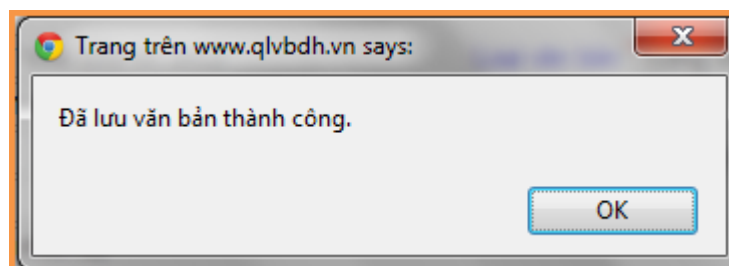 Trang trên www.qlvbdh.vn says:
Đã lưu văn bản thành công.
OK